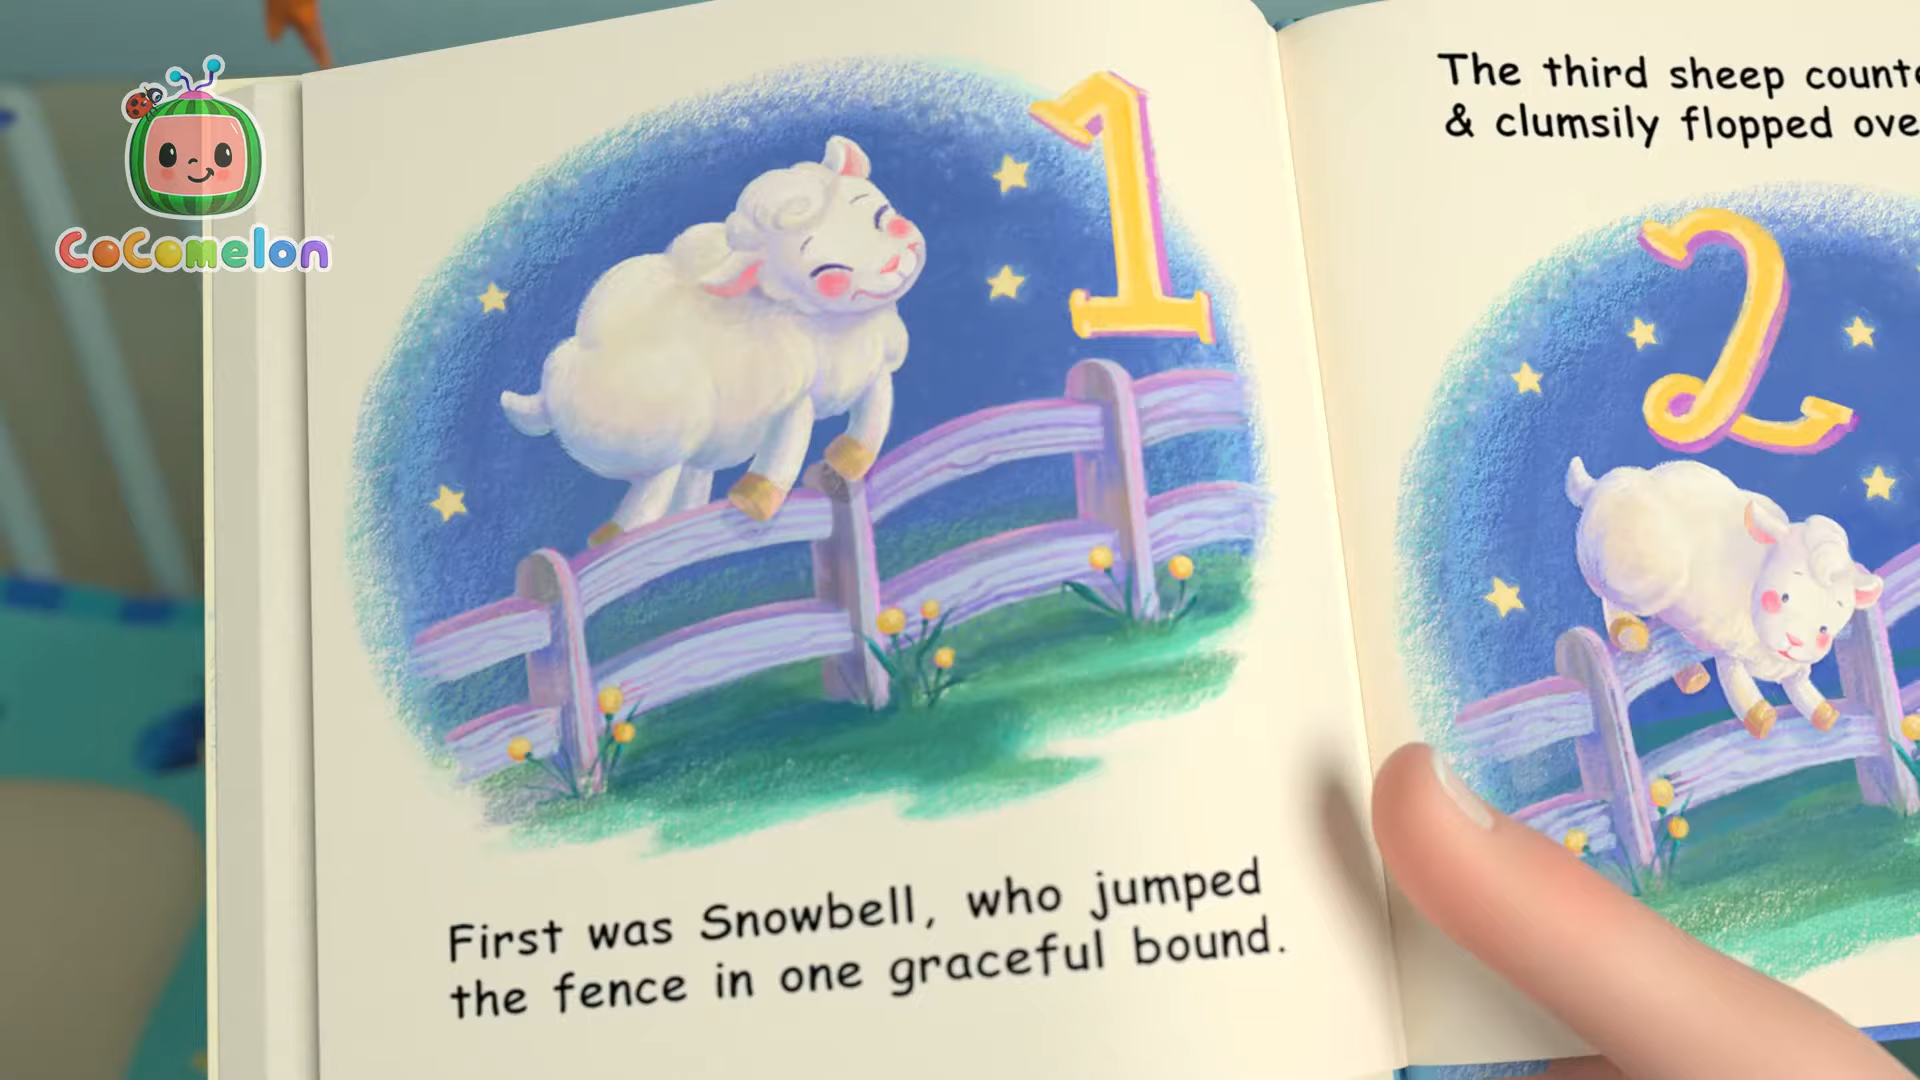 CoComelon
1
First was Snowbell, who jumped
the fence in one graceful bound.
The third sheep
& clumsily flopped
2